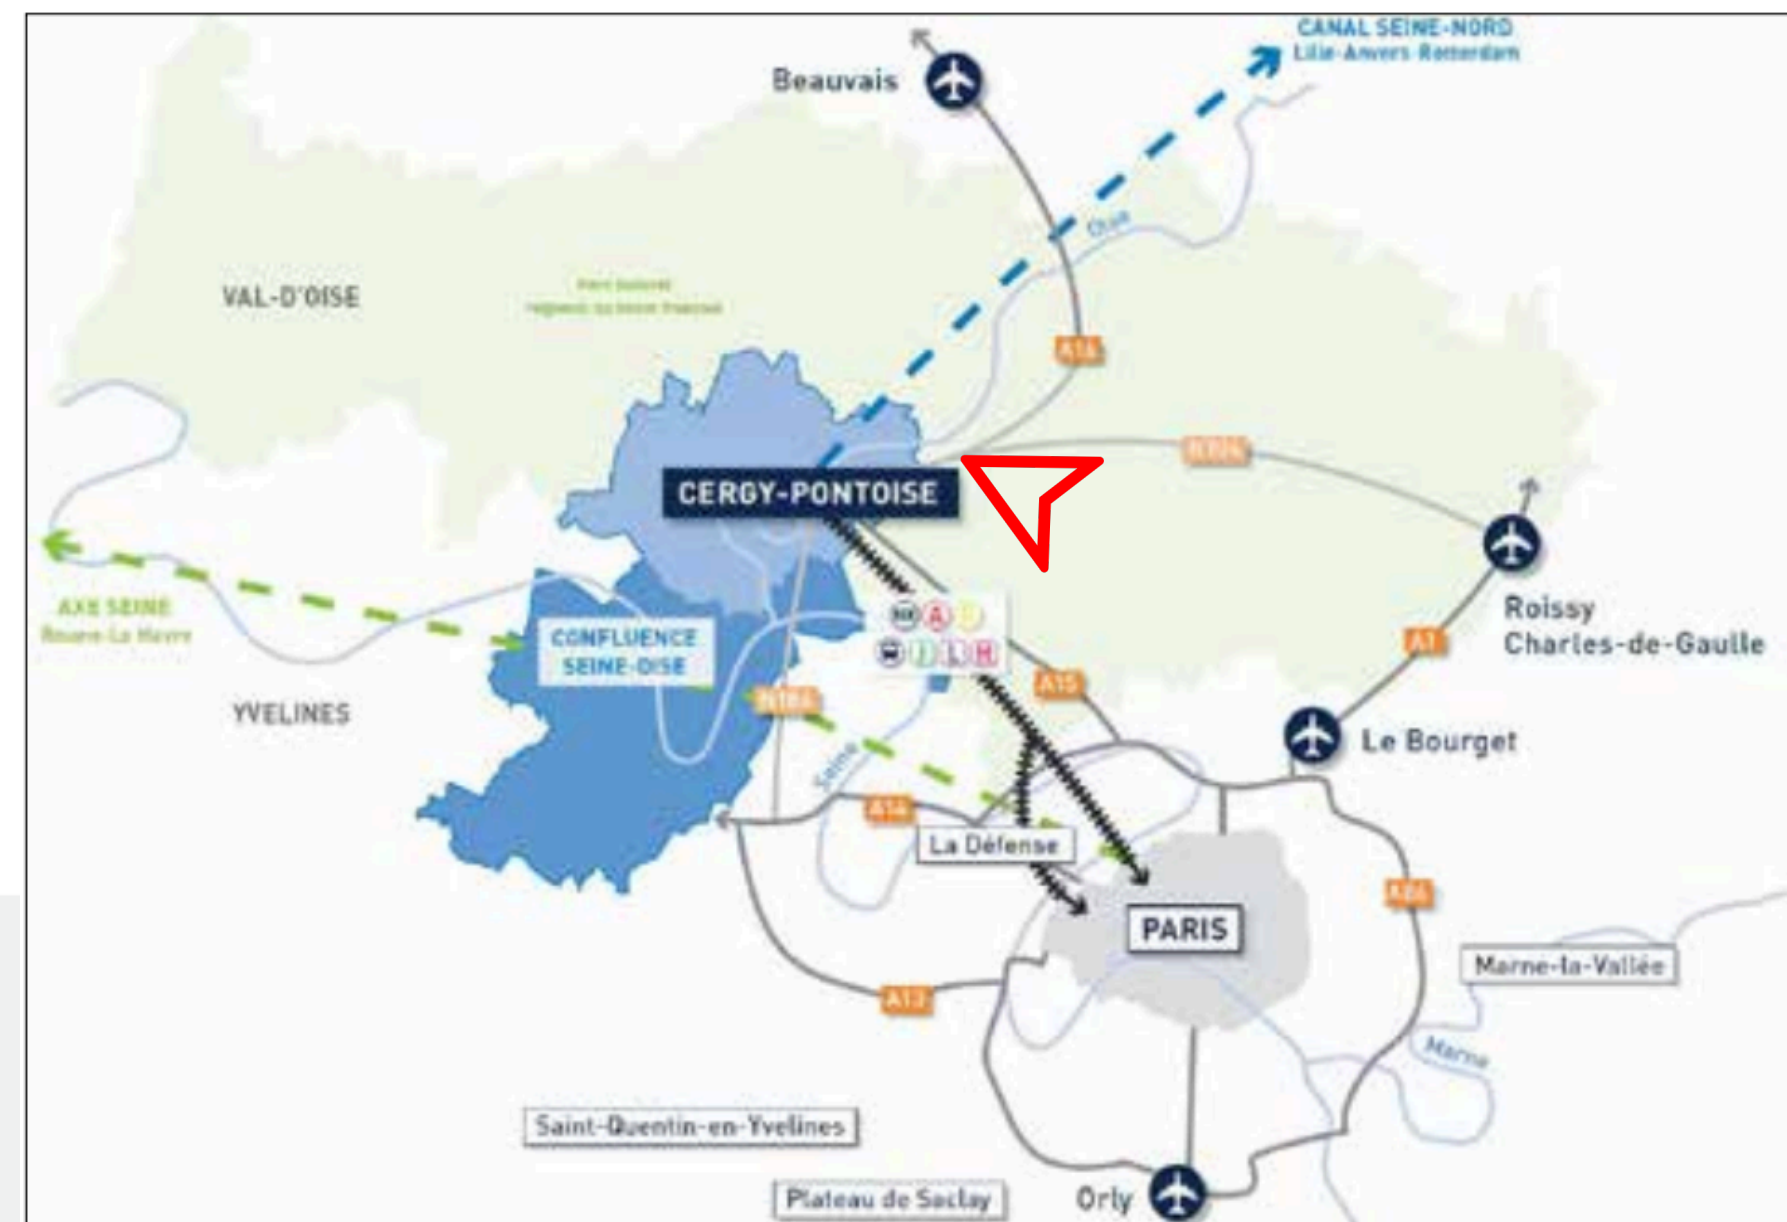 CANAL SEINE-NORD
Lille-Anvers-Rotterdam
Beauvais
Oise
VAL-D'OISE
A16
CERGY-PONTOISE
AXE SEINE
Rouen-Le Havre
CONFLUENCE
SEINE-OISE
A
J L H
Roissy
Charles-de-Gaulle
A1
A15
YVELINES
N184
Le Bourget
Seine
A14
La Défense
A86
PARIS
Marne-la-Vallée
A13
Marne
Saint-Quentin-en-Yvelines
Plateau de Saclay
Orly